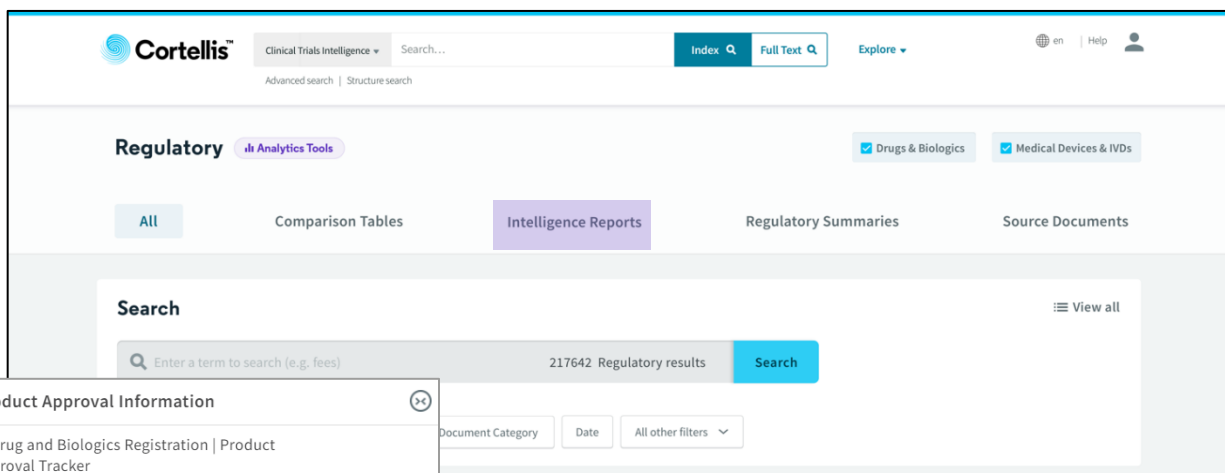 Cortellis™
Clinical Trials Intelligence Search... Index Full Text Explore en | Help
Advanced search | Structure search
Regulatory Analytics Tools Drugs & Biologics Medical Devices & IVDs
All Comparison Tables Intelligence Reports Regulatory Summaries Source Documents
Search View all
Enter a term to search (e.g. fees) 217642 Regulatory results Search
duct Approval Information
Document Category Date All other filters
rug and Biologics Registration | Product
roval Tracker